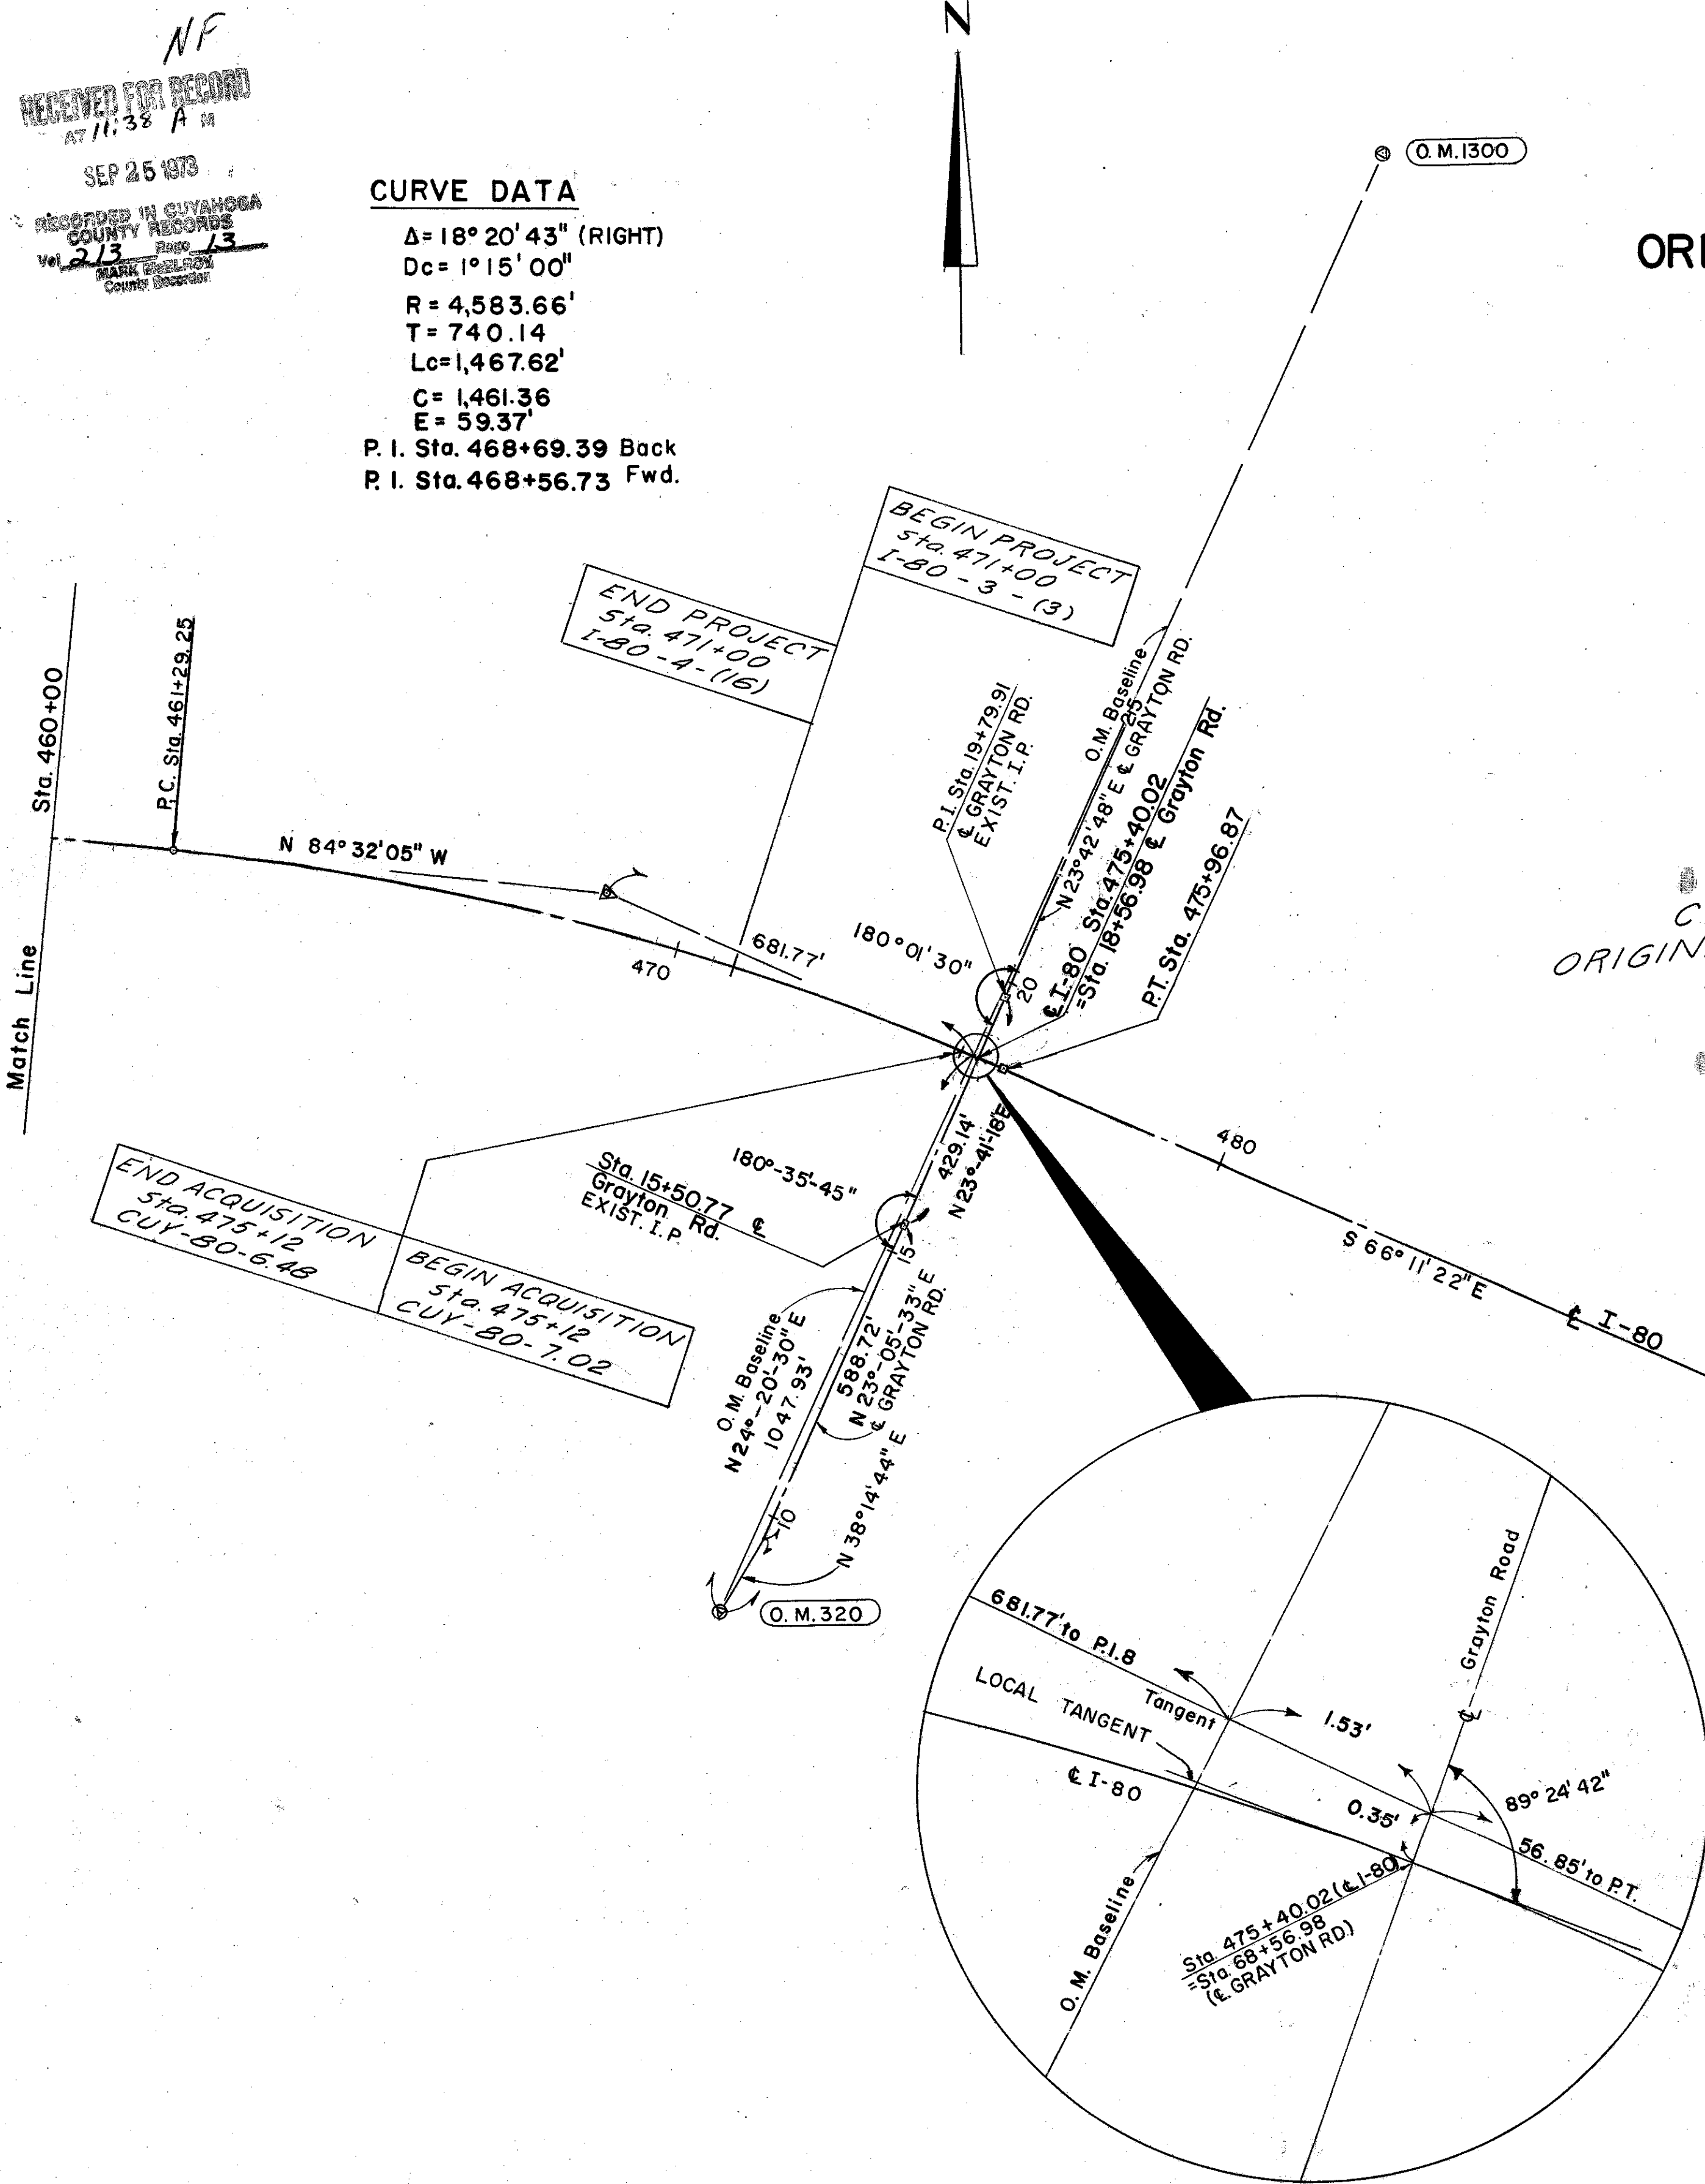 NF
RECEIVED FOR RECORD
AT 11:38 A M
SEP 25 1973
RECORDED IN CUYAHOGA
COUNTY RECORDS
Vol. 213 Page 13
MARK McELROY
County Recorder
N
O. M. 1300
CURVE DATA
Δ= 18° 20' 43" (RIGHT)
Dc= 1° 15' 00"
R = 4,583.66'
T = 740.14
Lc=1,467.62'
C= 1,461.36
E= 59.37'
P. I. Sta. 468+69.39 Back
P. I. Sta. 468+56.73 Fwd.
ORI
BEGIN PROJECT
Sta. 471+00
I-80 - 3 - (3)
END PROJECT
Sta. 471+00
I-80 - 4 - (16)
Match Line Sta. 460+00
P.C. Sta. 461+29.25
N 84° 32' 05" W
470
681.77'
180° 01' 30"
P. I. Sta. 19+79.91
℄ GRAYTON RD.
EXIST. I. P.
O. M. Baseline
25
N 23° 42' 48" E ℄ GRAYTON RD.
℄ I-80 Sta. 475+40.02
=Sta. 18+56.98 ℄ Grayton Rd.
P.T. Sta. 475+96.87
20
C
ORIGIN
480
S 66° 11' 22" E
℄ I-80
429.14'
N 23°-41'-18"E
180°-35'-45"
Sta. 15+50.77 ℄
Grayton Rd.
EXIST. I. P.
15
END ACQUISITION
Sta. 475+12
CUY-80-6.48
BEGIN ACQUISITION
Sta. 475+12
CUY-80-7.02
O. M. Baseline
N 24°-20'-30" E
1047.93'
588.72'
N 23°-05'-33" E
℄ GRAYTON RD.
N 38° 14' 44" E
10
O. M. 320
681.77' to P.I. 8
Tangent
LOCAL TANGENT
℄ I-80
1.53'
0.35'
℄ Grayton Road
89° 24' 42"
56.85' to P.T.
O. M. Baseline
Sta. 475+40.02 (℄ I-80)
=Sta. 68+56.98
(℄ GRAYTON RD.)